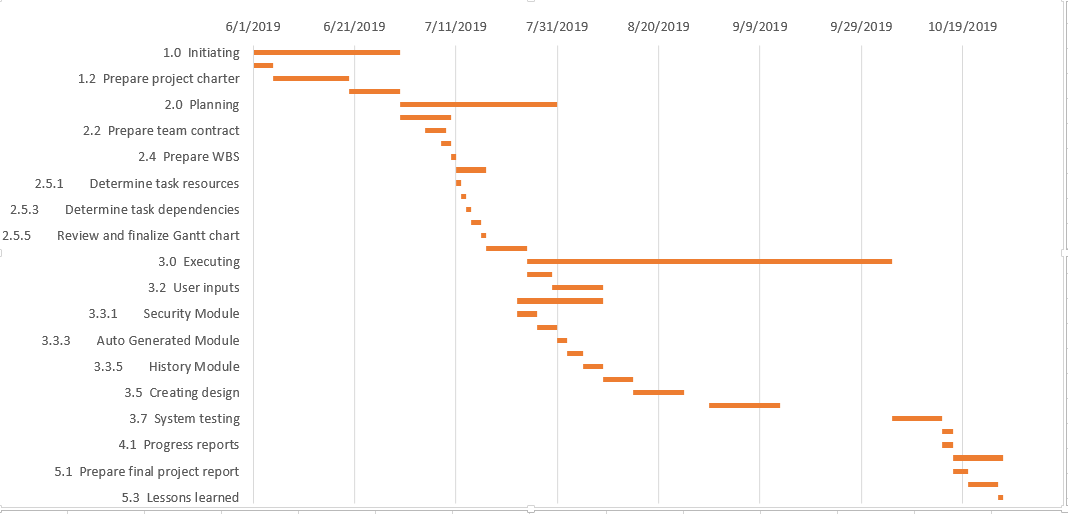 6/1/2019 6/21/2019 7/11/2019 7/31/2019 8/20/2019 9/9/2019 9/29/2019 10/19/2019
1.0 Initiating
1.2 Prepare project charter
2.0 Planning
2.2 Prepare team contract
2.4 Prepare WBS
2.5.1 Determine task resources
2.5.3 Determine task dependencies
2.5.5 Review and finalize Gantt chart
3.0 Executing
3.2 User inputs
3.3.1 Security Module
3.3.3 Auto Generated Module
3.3.5 History Module
3.5 Creating design
3.7 System testing
4.1 Progress reports
5.1 Prepare final project report
5.3 Lessons learned